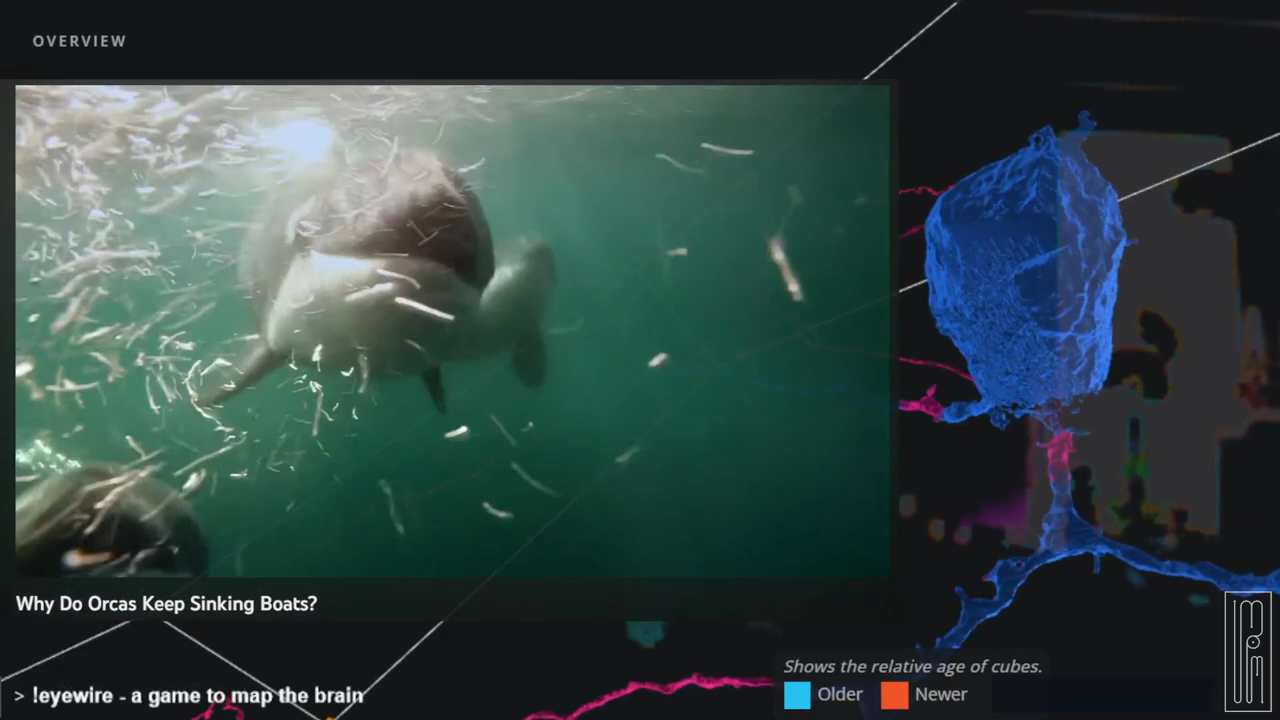 OVERVIEW
Why Do Orcas Keep Sinking Boats?
Shows the relative age of cubes.
Older Newer
> !eyewire - a game to map the brain